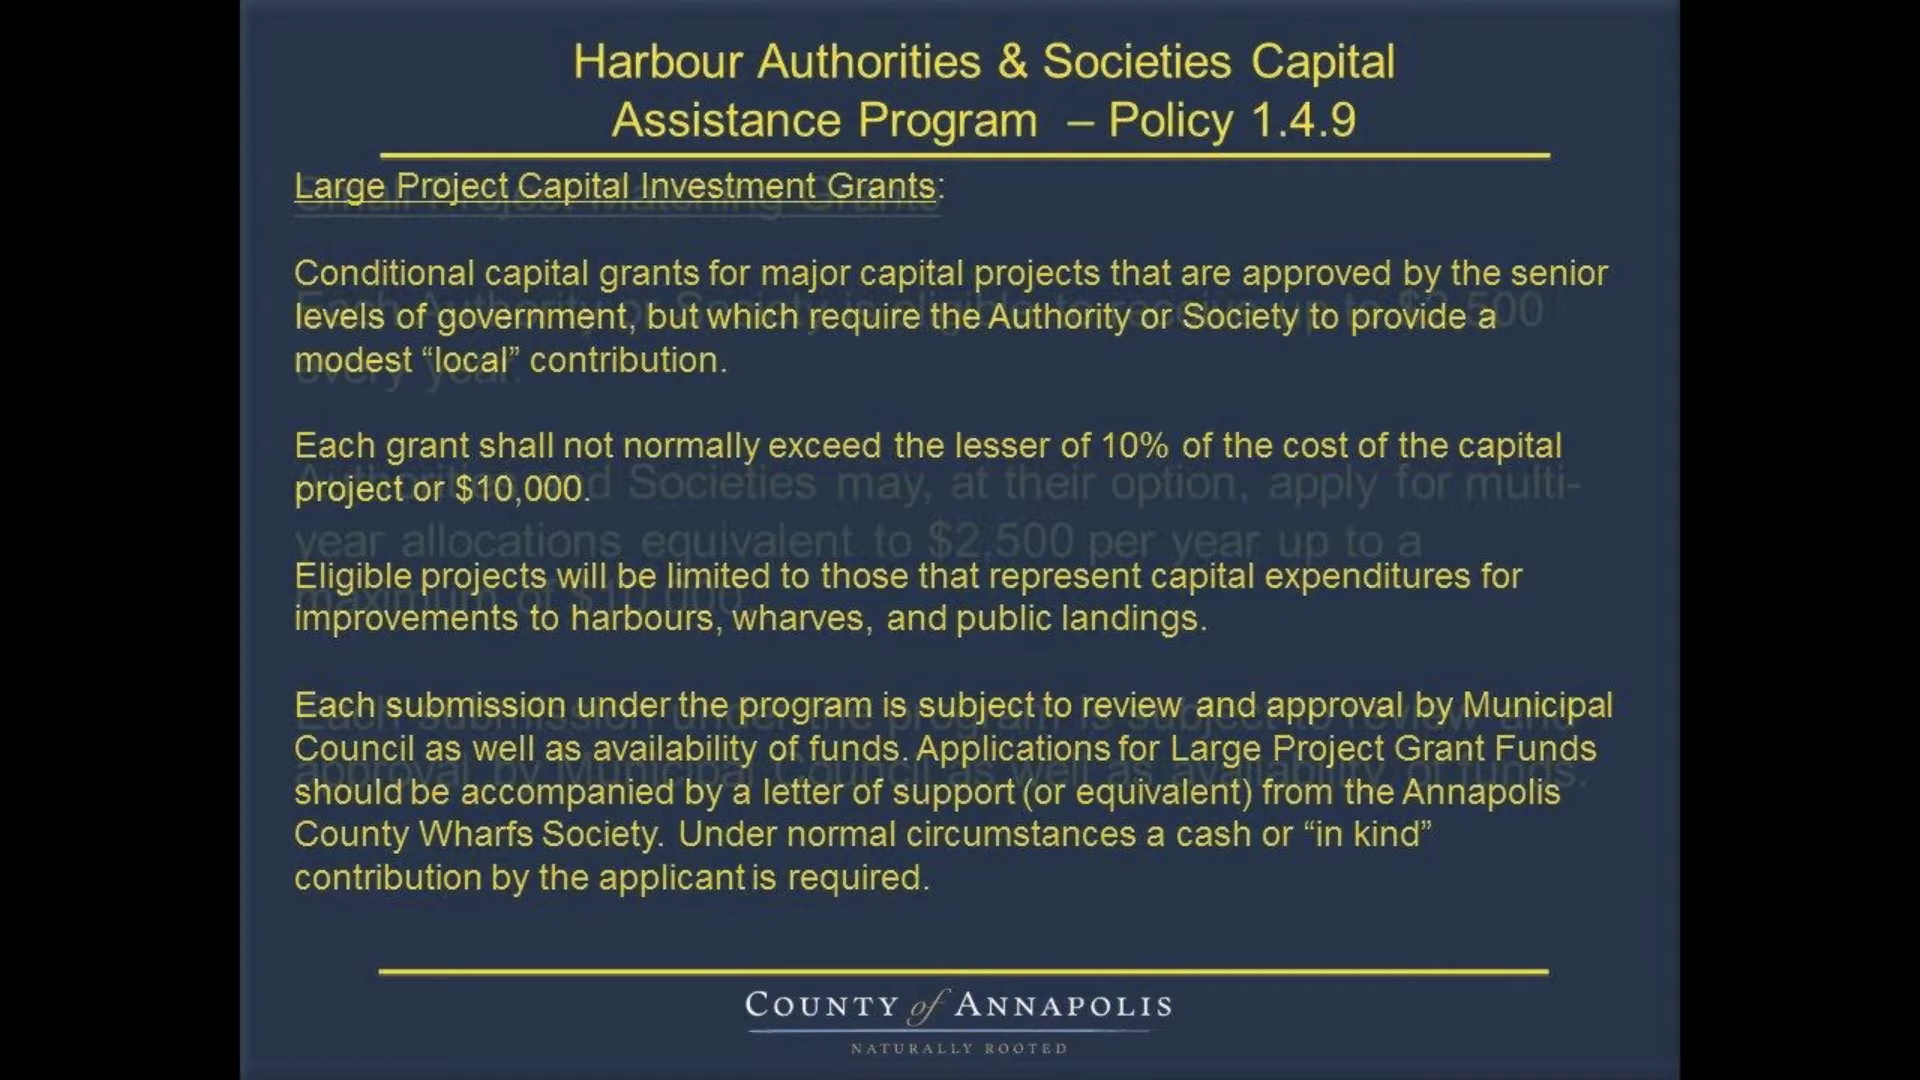 Harbour Authorities & Societies Capital
Assistance Program – Policy 1.4.9
Large Project Capital Investment Grants:
Conditional capital grants for major capital projects that are approved by the senior
levels of government, but which require the Authority or Society to provide a
modest “local” contribution.
Each grant shall not normally exceed the lesser of 10% of the cost of the capital
project or $10,000.
Eligible projects will be limited to those that represent capital expenditures for
improvements to harbours, wharves, and public landings.
Each submission under the program is subject to review and approval by Municipal
Council as well as availability of funds. Applications for Large Project Grant Funds
should be accompanied by a letter of support (or equivalent) from the Annapolis
County Wharfs Society. Under normal circumstances a cash or “in kind”
contribution by the applicant is required.
COUNTY of ANNAPOLIS
NATURALLY ROOTED